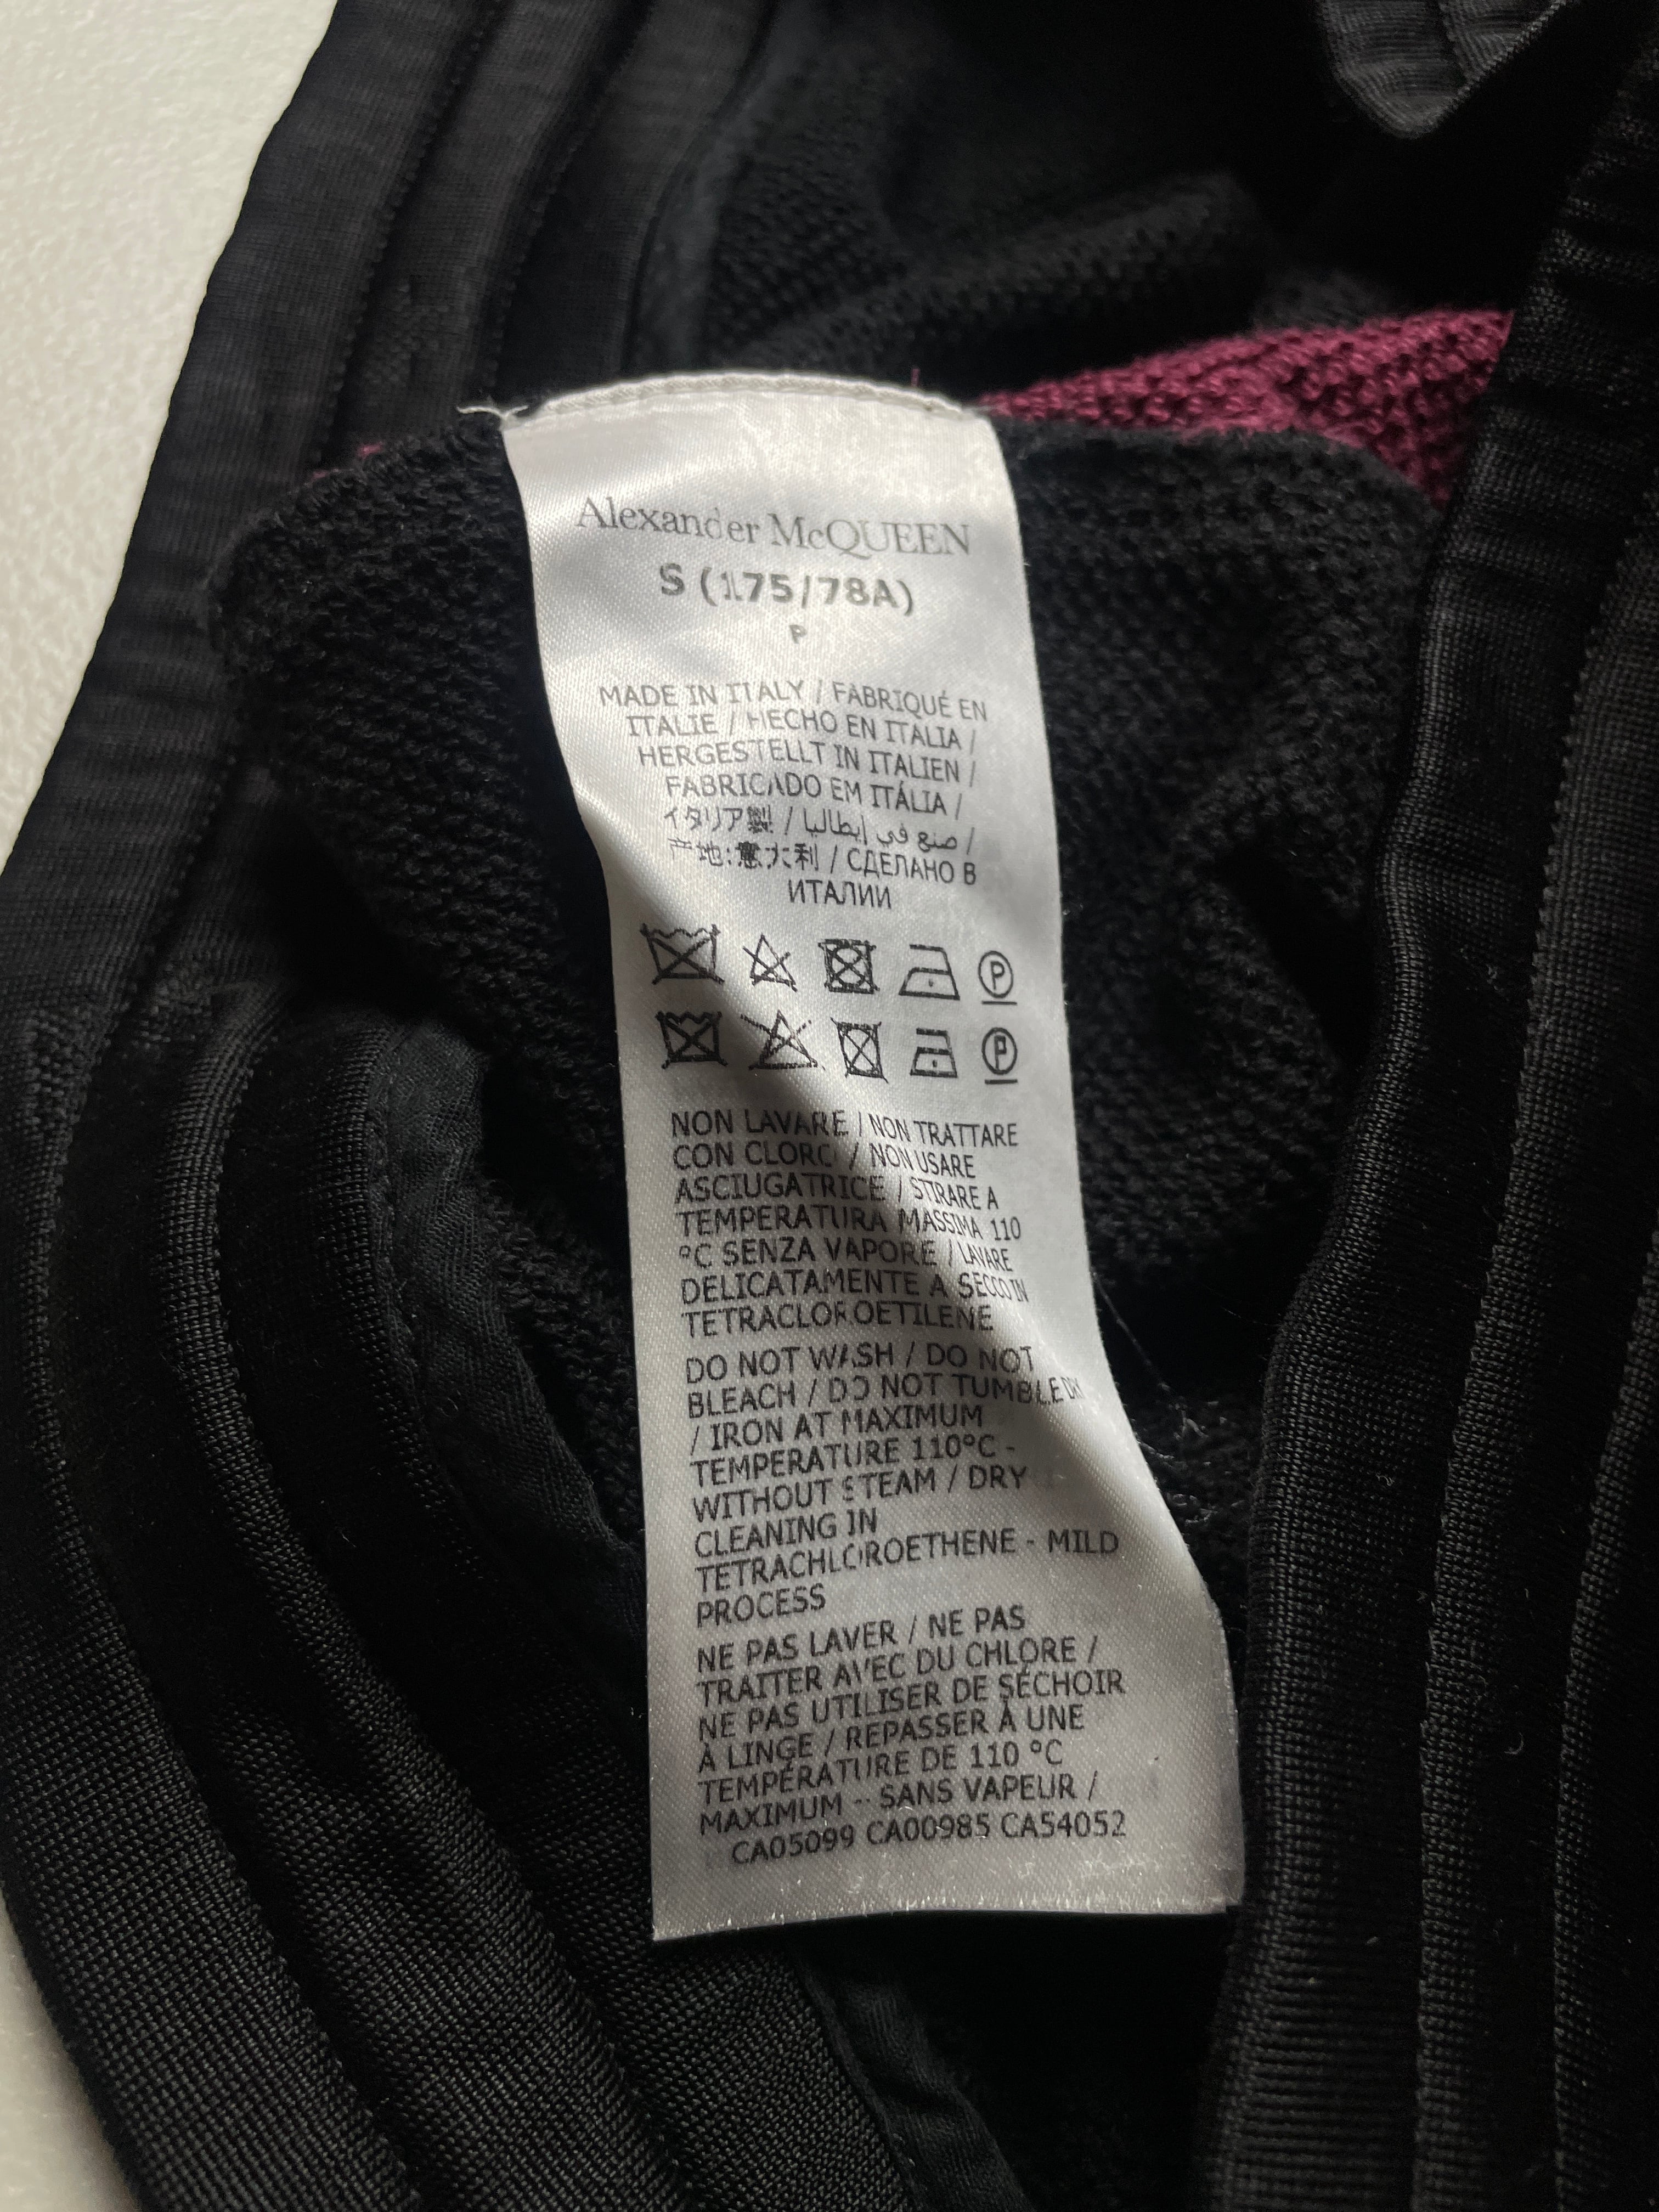 Alexander McQUEEN
S (175/78A)
P
MADE IN ITALY / FABRIQUÉ EN
ITALIE / HECHO EN ITALIA /
HERGESTELLT IN ITALIEN /
FABRICADO EM ITÁLIA /
イタリア製 / صنع في إيطاليا /
产地:意大利 / СДЕЛАНО В
ИТАЛИИ
P
P
NON LAVARE / NON TRATTARE
CON CLORO / NON USARE
ASCIUGATRICE / STIRARE A
TEMPERATURA MASSIMA 110
°C SENZA VAPORE / LAVARE
DELICATAMENTE A SECCO IN
TETRACLOROETILENE
DO NOT WASH / DO NOT
BLEACH / DO NOT TUMBLE DRY
/ IRON AT MAXIMUM
TEMPERATURE 110°C -
WITHOUT STEAM / DRY
CLEANING IN
TETRACHLOROETHENE - MILD
PROCESS
NE PAS LAVER / NE PAS
TRAITER AVEC DU CHLORE /
NE PAS UTILISER DE SÉCHOIR
À LINGE / REPASSER À UNE
TEMPÉRATURE DE 110 °C
MAXIMUM - SANS VAPEUR /
CA05099 CA00985 CA54052